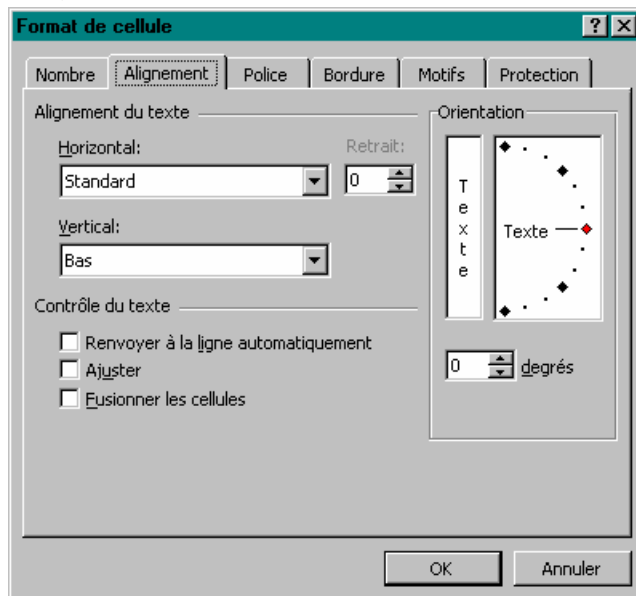 Format de cellule
Nombre Alignement Police Bordure Motifs Protection
Alignement du texte
Horizontal: Retrait:
Standard 0
Vertical:
Bas
Contrôle du texte
Renvoyer à la ligne automatiquement
Ajuster
Fusionner les cellules
Orientation
Texte
Texte
0 degrés
OK Annuler